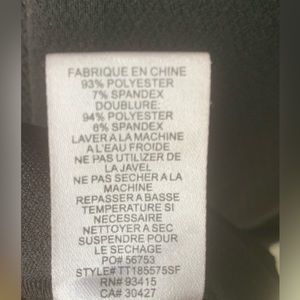 FABRIQUE EN CHINE
93% POLYESTER
7% SPANDEX
DOUBLURE:
94% POLYESTER
6% SPANDEX
LAVER A LA MACHINE
A L'EAU FROIDE
NE PAS UTILIZER DE
LA JAVEL
NE PAS SECHER A LA
MACHINE
REPASSER A BASSE
TEMPERATURE SI
NECESSAIRE
NETTOYER A SEC
SUSPENDRE POUR
LE SECHAGE
PO# 56753
STYLE# TT185575SF
RN# 93415
CA# 30427